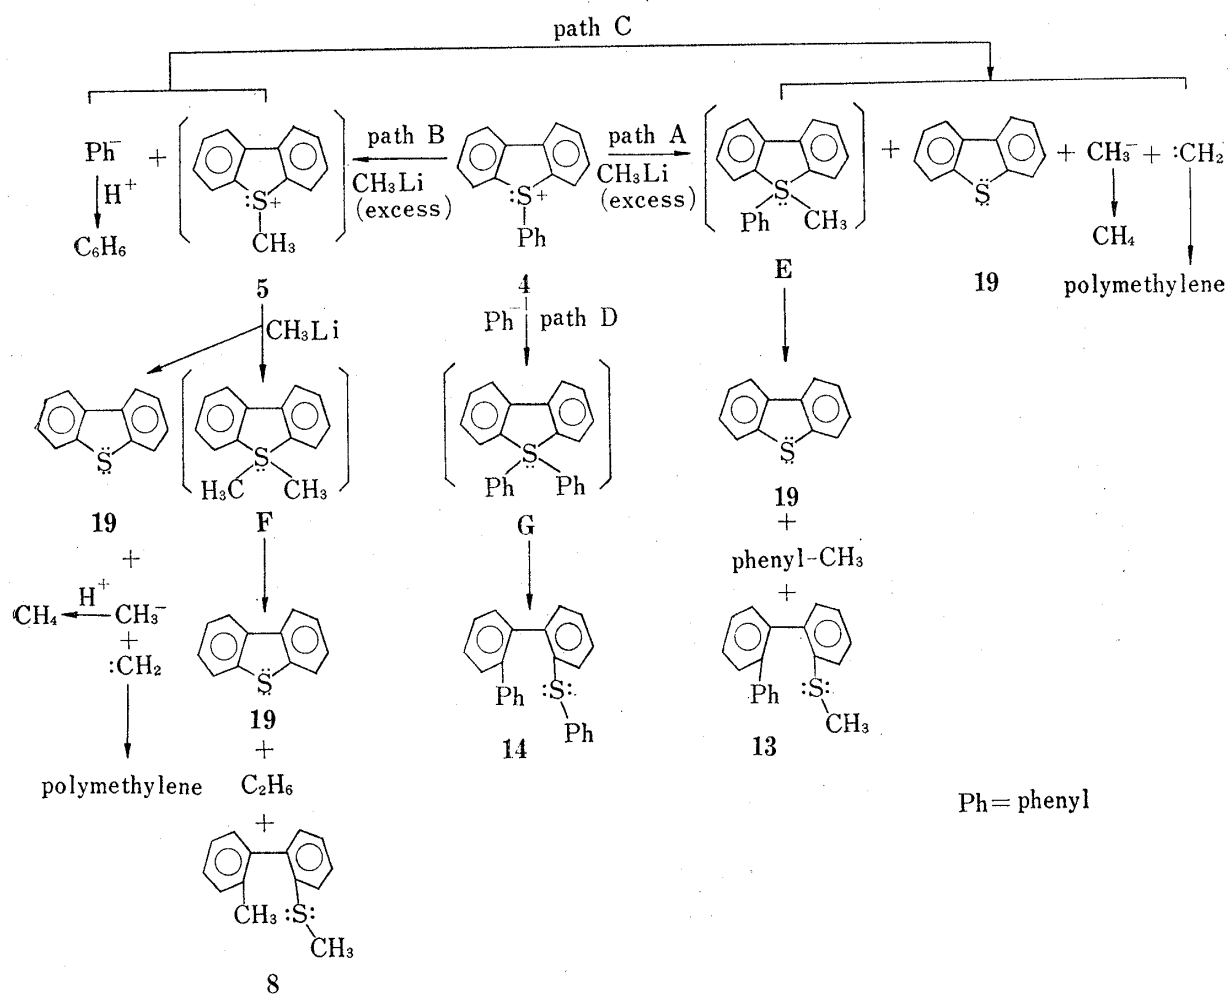 path C
path B
path A
Ph⁻ + :S+ CH₃Li :S+ CH₃Li S + S + CH₃⁻ + :CH₂
H+ (excess) (excess)
CH₃ Ph Ph CH₃
C₆H₆ CH₄
5 4 E 19 polymethylene
CH₃Li Ph⁻ path D
S S S S
H₃C CH₃ Ph Ph
19 F G 19
+ +
phenyl-CH₃
CH₄ H+ CH₃⁻ +
+
:CH₂ S Ph :S: Ph :S:
19 Ph CH₃
+ 14 13
polymethylene C₂H₆
+ Ph= phenyl
CH₃ :S:
CH₃
8